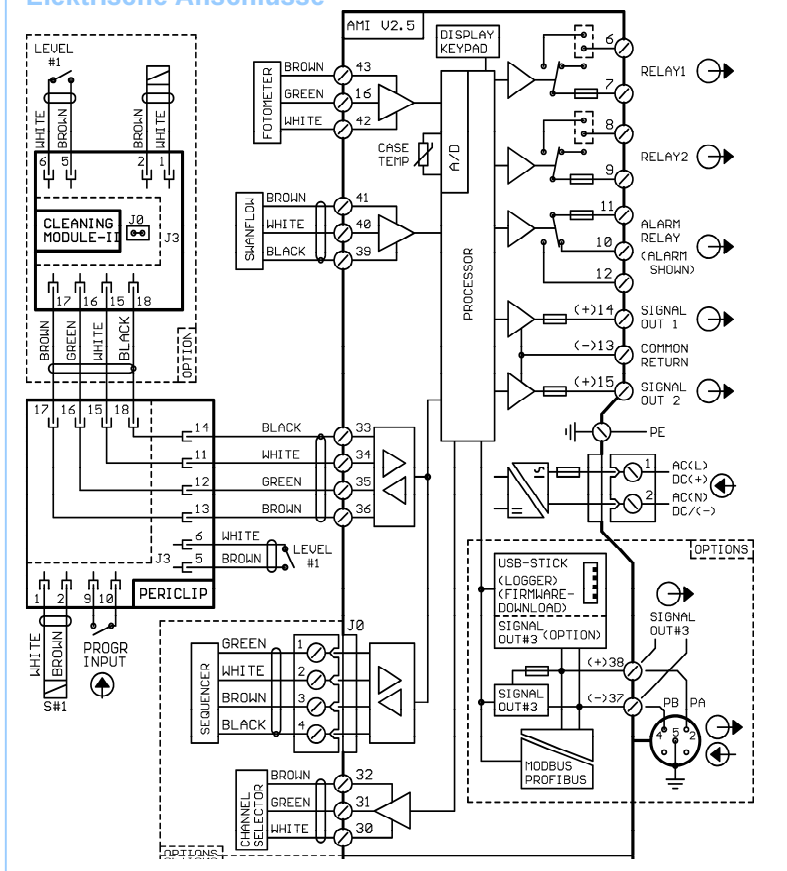 Elektrische Anschlüsse
AMI V2.5
DISPLAY
KEYPAD
LEVEL
#1
WHITE
BROWN
BROWN
WHITE
6
5
2
1
CLEANING
MODULE-II
J0
J3
17
16
15
18
BROWN
GREEN
WHITE
BLACK
OPTION
FOTOMETER
BROWN
43
GREEN
16
WHITE
42
CASE
TEMP
A/D
PROCESSOR
SWANFLOW
BROWN
41
WHITE
40
BLACK
39
6
7
RELAY1
8
9
RELAY2
11
10
12
ALARM
RELAY
(ALARM
SHOWN)
(+)14
SIGNAL
OUT 1
(-)13
COMMON
RETURN
(+)15
SIGNAL
OUT 2
PE
1
AC(L)
DC(+)
2
AC(N)
DC/(-)
17
16
15
18
14
BLACK
33
11
WHITE
34
12
GREEN
35
13
BROWN
36
6
WHITE
J3
5
BROWN
LEVEL
#1
1
2
9
10
PERICLIP
WHITE
BROWN
S#1
PROGR
INPUT
J0
SEQUENCER
GREEN
1
WHITE
2
BROWN
3
BLACK
4
CHANNEL
SELECTOR
BROWN
32
GREEN
31
WHITE
30
OPTIONS
OPTIONS
USB-STICK
(LOGGER)
(FIRMWARE-
DOWNLOAD)
SIGNAL
OUT#3 (OPTION)
SIGNAL
OUT#3
SIGNAL
OUT#3
(+)38
(-)37
PB
PA
4
5
2
MODBUS
PROFIBUS